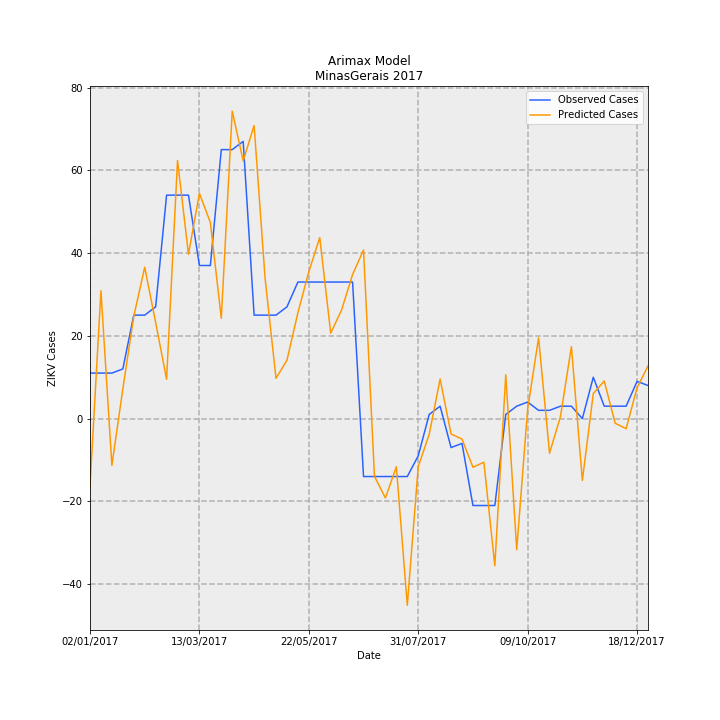 Arimax Model
MinasGerais 2017
Observed Cases
Predicted Cases
ZIKV Cases
80
60
40
20
0
−20
−40
02/01/2017 13/03/2017 22/05/2017 31/07/2017 09/10/2017 18/12/2017
Date